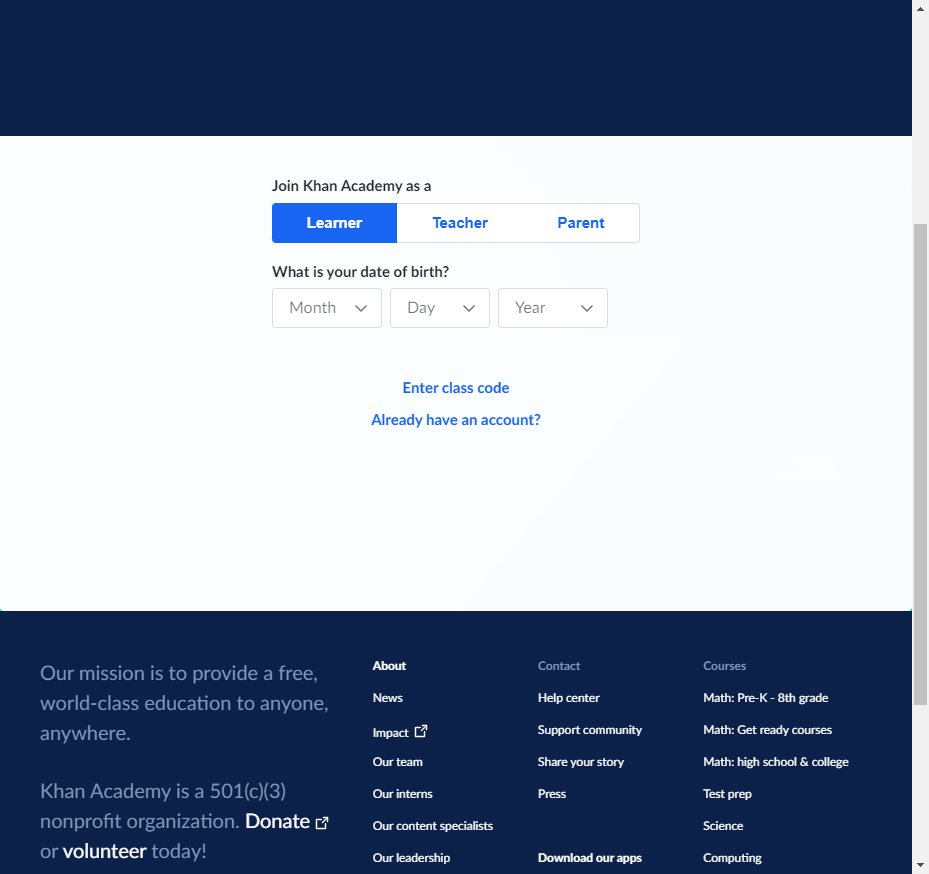 Join Khan Academy as a
Learner
Teacher
Parent
What is your date of birth?
Month
Day
Year
Enter class code
Already have an account?
Our mission is to provide a free,
world-class education to anyone,
anywhere.
Khan Academy is a 501(c)(3)
nonprofit organization. Donate
or volunteer today!
About
News
Impact
Our team
Our interns
Our content specialists
Our leadership
Contact
Help center
Support community
Share your story
Press
Download our apps
Courses
Math: Pre-K - 8th grade
Math: Get ready courses
Math: high school & college
Test prep
Science
Computing